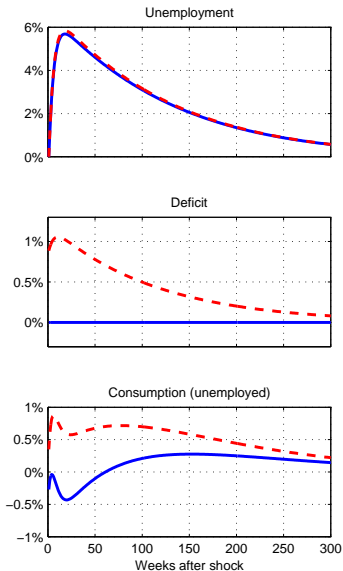 Unemployment
6%
4%
2%
0%
Deficit
1%
0.5%
0%
Consumption (unemployed)
1%
0.5%
0%
−0.5%
−1%
0 50 100 150 200 250 300
Weeks after shock